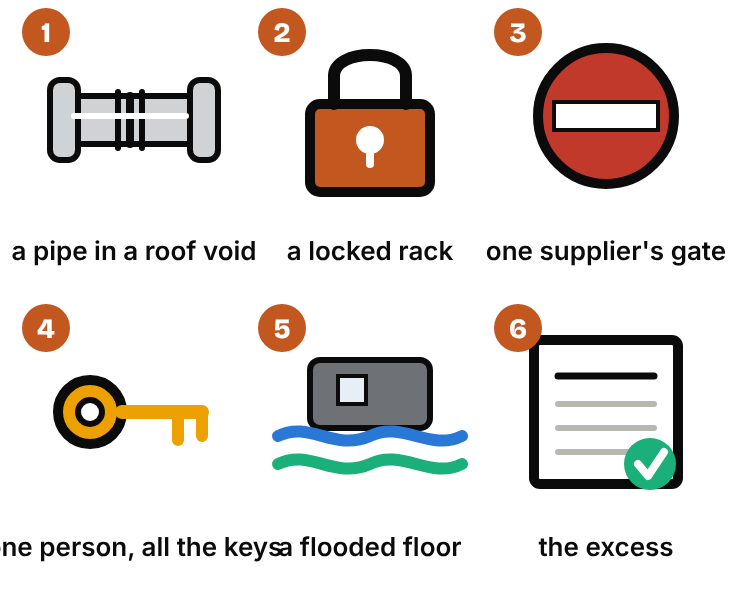 1
2
3
a pipe in a roof void
a locked rack
one supplier's gate
4
5
6
ne person, all the keys
a flooded floor
the excess